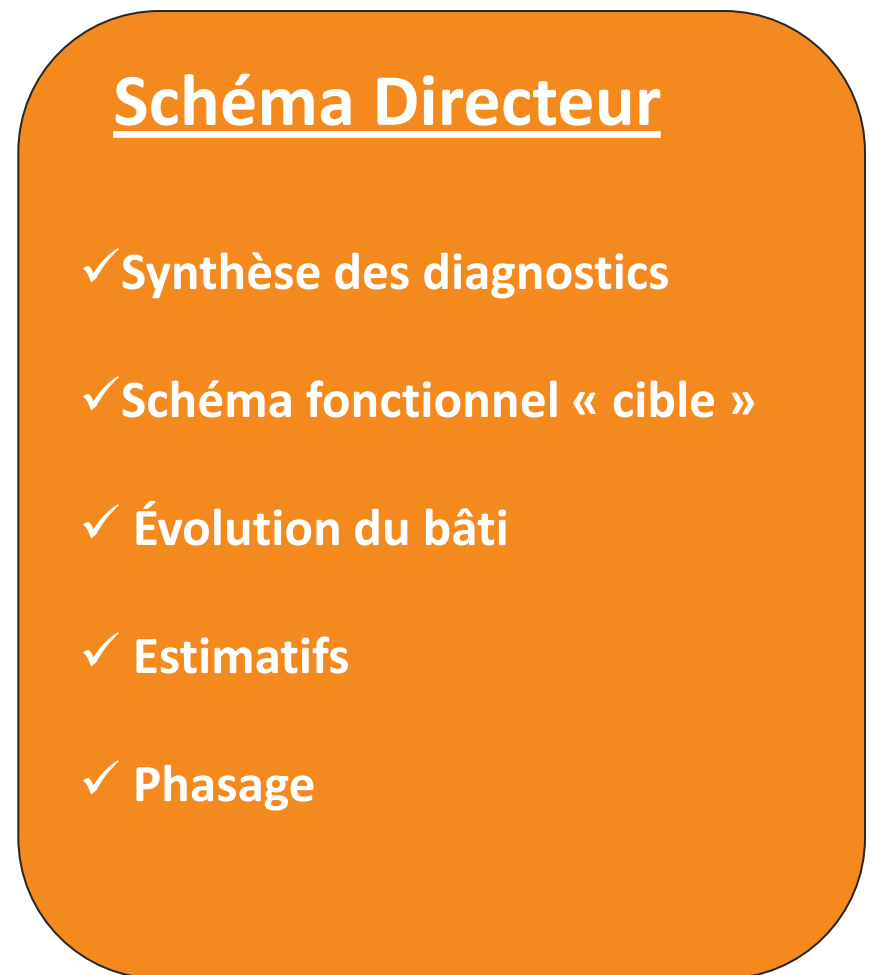 Schéma Directeur
✓Synthèse des diagnostics
✓Schéma fonctionnel « cible »
✓ Évolution du bâti
✓ Estimatifs
✓ Phasage